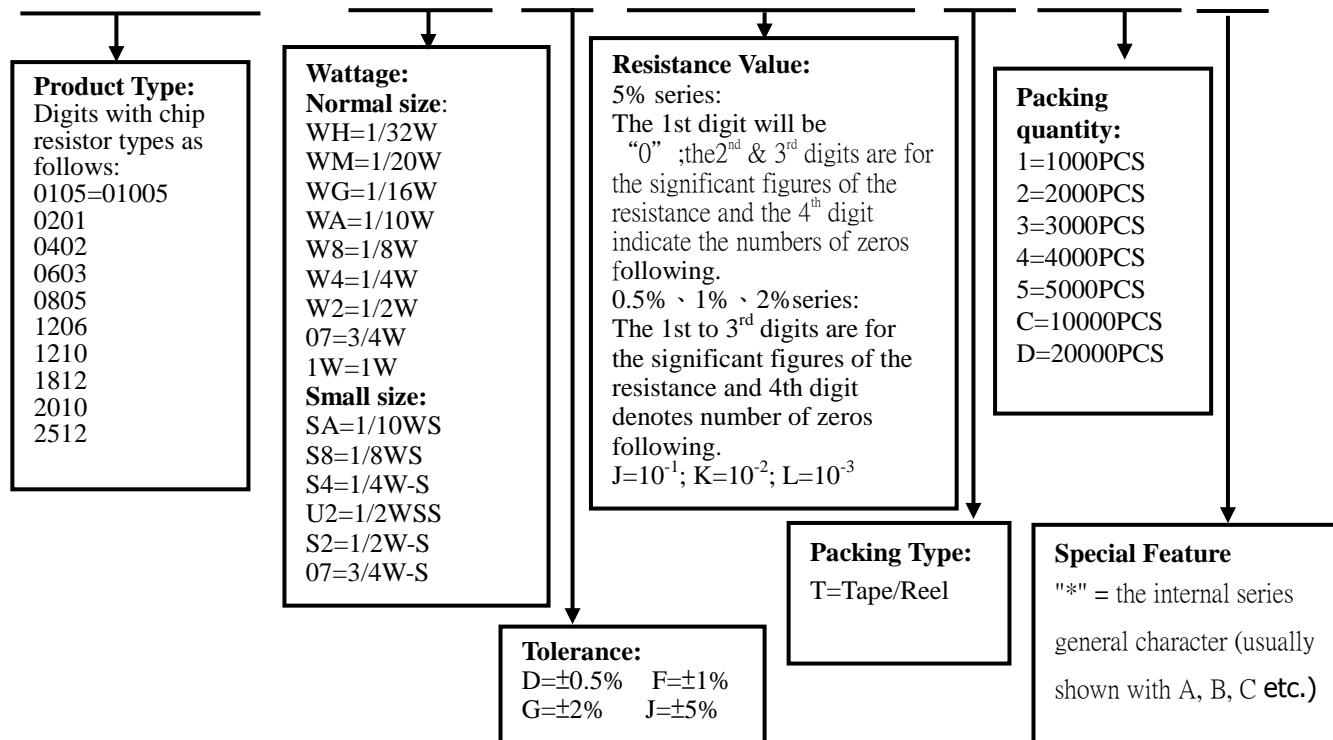 Product Type:
Digits with chip
resistor types as
follows:
0105=01005
0201
0402
0603
0805
1206
1210
1812
2010
2512
Wattage:
Normal size:
WH=1/32W
WM=1/20W
WG=1/16W
WA=1/10W
W8=1/8W
W4=1/4W
W2=1/2W
07=3/4W
1W=1W
Small size:
SA=1/10WS
S8=1/8WS
S4=1/4W-S
U2=1/2WSS
S2=1/2W-S
07=3/4W-S
Tolerance:
D=±0.5% F=±1%
G=±2% J=±5%
Resistance Value:
5% series:
The 1st digit will be
“0” ;the2nd & 3rd digits are for
the significant figures of the
resistance and the 4th digit
indicate the numbers of zeros
following.
0.5%、1%、2%series:
The 1st to 3rd digits are for
the significant figures of the
resistance and 4th digit
denotes number of zeros
following.
J=10-1; K=10-2; L=10-3
Packing Type:
T=Tape/Reel
Packing
quantity:
1=1000PCS
2=2000PCS
3=3000PCS
4=4000PCS
5=5000PCS
C=10000PCS
D=20000PCS
Special Feature
"*" = the internal series
general character (usually
shown with A, B, C etc.)